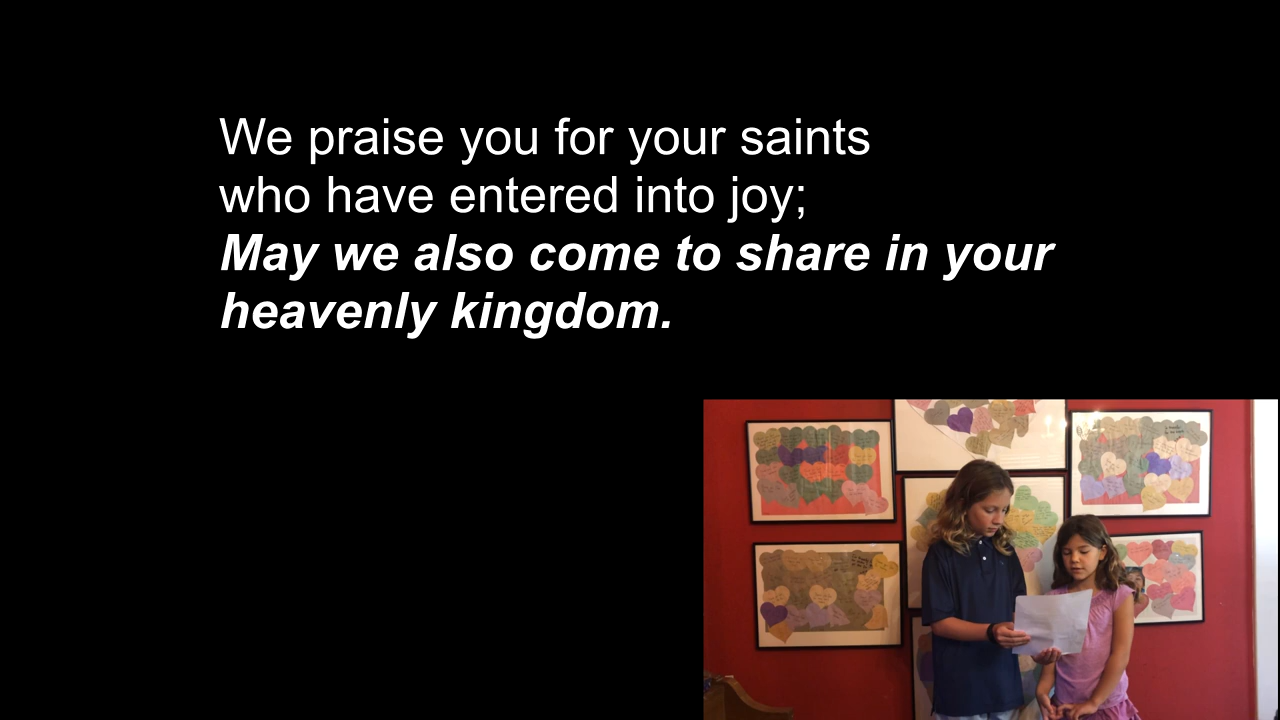 We praise you for your saints
who have entered into joy;
May we also come to share in your
heavenly kingdom.